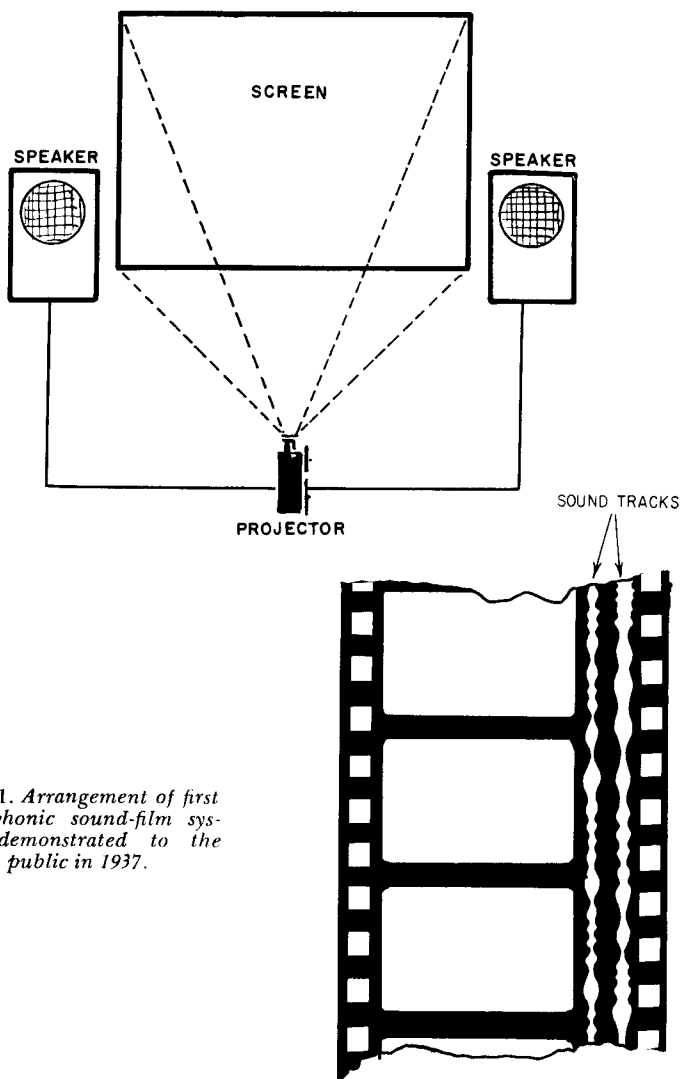 SCREEN
SPEAKER
SPEAKER
PROJECTOR
SOUND TRACKS
1. Arrangement of first
phonic sound-film sys-
demonstrated to the
public in 1937.